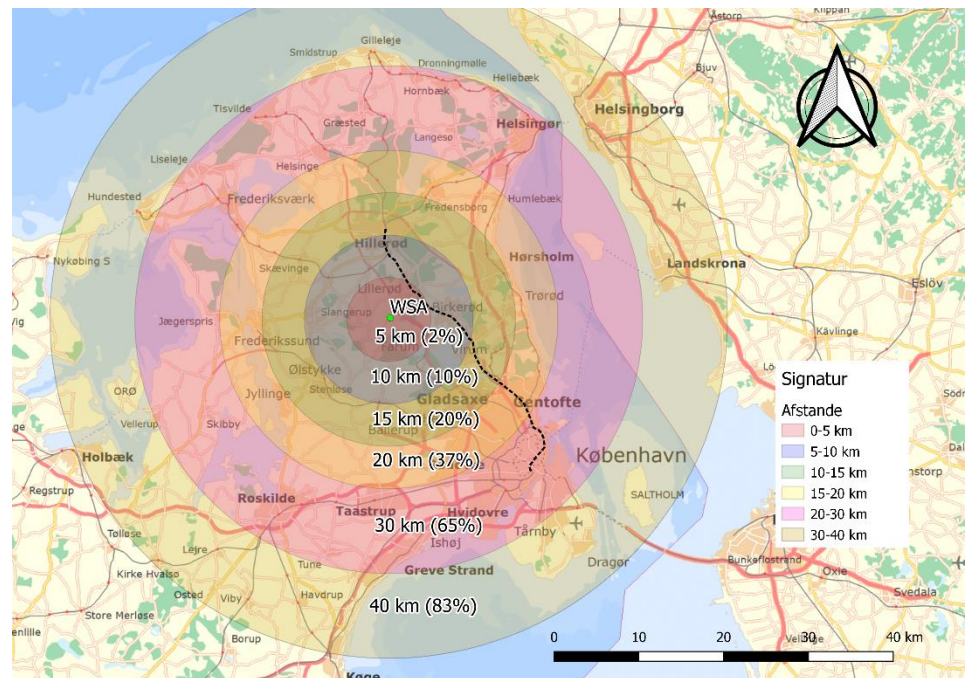 Åstorp
Klippan
Gilleleje
Smidstrup
Dronningmølle
Hellebæk
Bjuv
Hornbæk
Tisvilde
Helsingborg
Græsted
Helsingør
Langesø
Liseleje
Helsinge
Hundested
Frederiksværk
Humlebæk
Fredensborg
Hillerød
Hørsholm
Landskrona
Nykøbing S
Skævinge
Eslöv
Lillerød
Trørød
WSA
Birkerød
Slangerup
Jægerspris
5 km (2%)
Kävlinge
Frederikssund
Farum
Virum
Ølstykke
10 km (10%)
Stenløse
Signatur
ORØ
Jyllinge
Gladsaxe
Gentofte
Afstande
Vellerup
Skibby
15 km (20%)
0-5 km
Ballerup
5-10 km
Holbæk
20 km (37%)
København
10-15 km
15-20 km
Regstrup
Roskilde
SALTHOLM
20-30 km
Taastrup
Hvidovre
30-40 km
30 km (65%)
Tårnby
Tølløse
Ishøj
Lejre
Dragør
Bunkeflostrand
Kirke Hvalsø
Tune
Greve Strand
Oxie
Osted
Viby
Havdrup
Svedala
40 km (83%)
Store Merløse
Borup
0 10 20 30 40 km
Køge